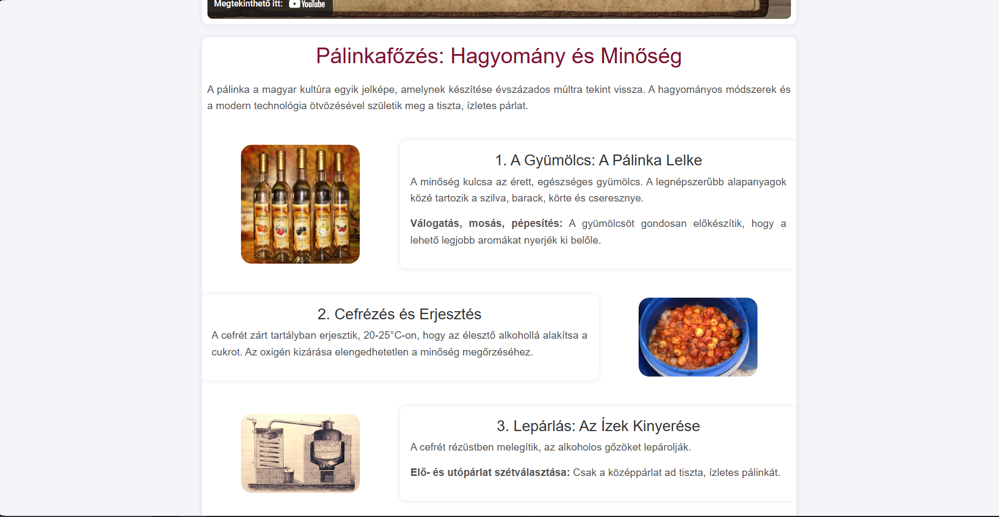 Megtekinthető itt: YouTube
Pálinkafőzés: Hagyomány és Minőség
A pálinka a magyar kultúra egyik jelképe, amelynek készítése évszázados múltra tekint vissza. A hagyományos módszerek és
a modern technológia ötvözésével születik meg a tiszta, ízletes párlat.
Barack Meggy Szilva Körte
1. A Gyümölcs: A Pálinka Lelke
A minőség kulcsa az érett, egészséges gyümölcs. A legnépszerűbb alapanyagok
közé tartozik a szilva, barack, körte és cseresznye.
Válogatás, mosás, pépesítés: A gyümölcsöt gondosan előkészítik, hogy a
lehető legjobb aromákat nyerjék ki belőle.
2. Cefrézés és Erjesztés
A cefrét zárt tartályban erjesztik, 20-25°C-on, hogy az élesztő alkohollá alakítsa a
cukrot. Az oxigén kizárása elengedhetetlen a minőség megőrzéséhez.
3. Lepárlás: Az Ízek Kinyerése
A cefrét rézüstben melegítik, az alkoholos gőzöket lepárolják.
Elő- és utópárlat szétválasztása: Csak a középpárlat ad tiszta, ízletes pálinkát.